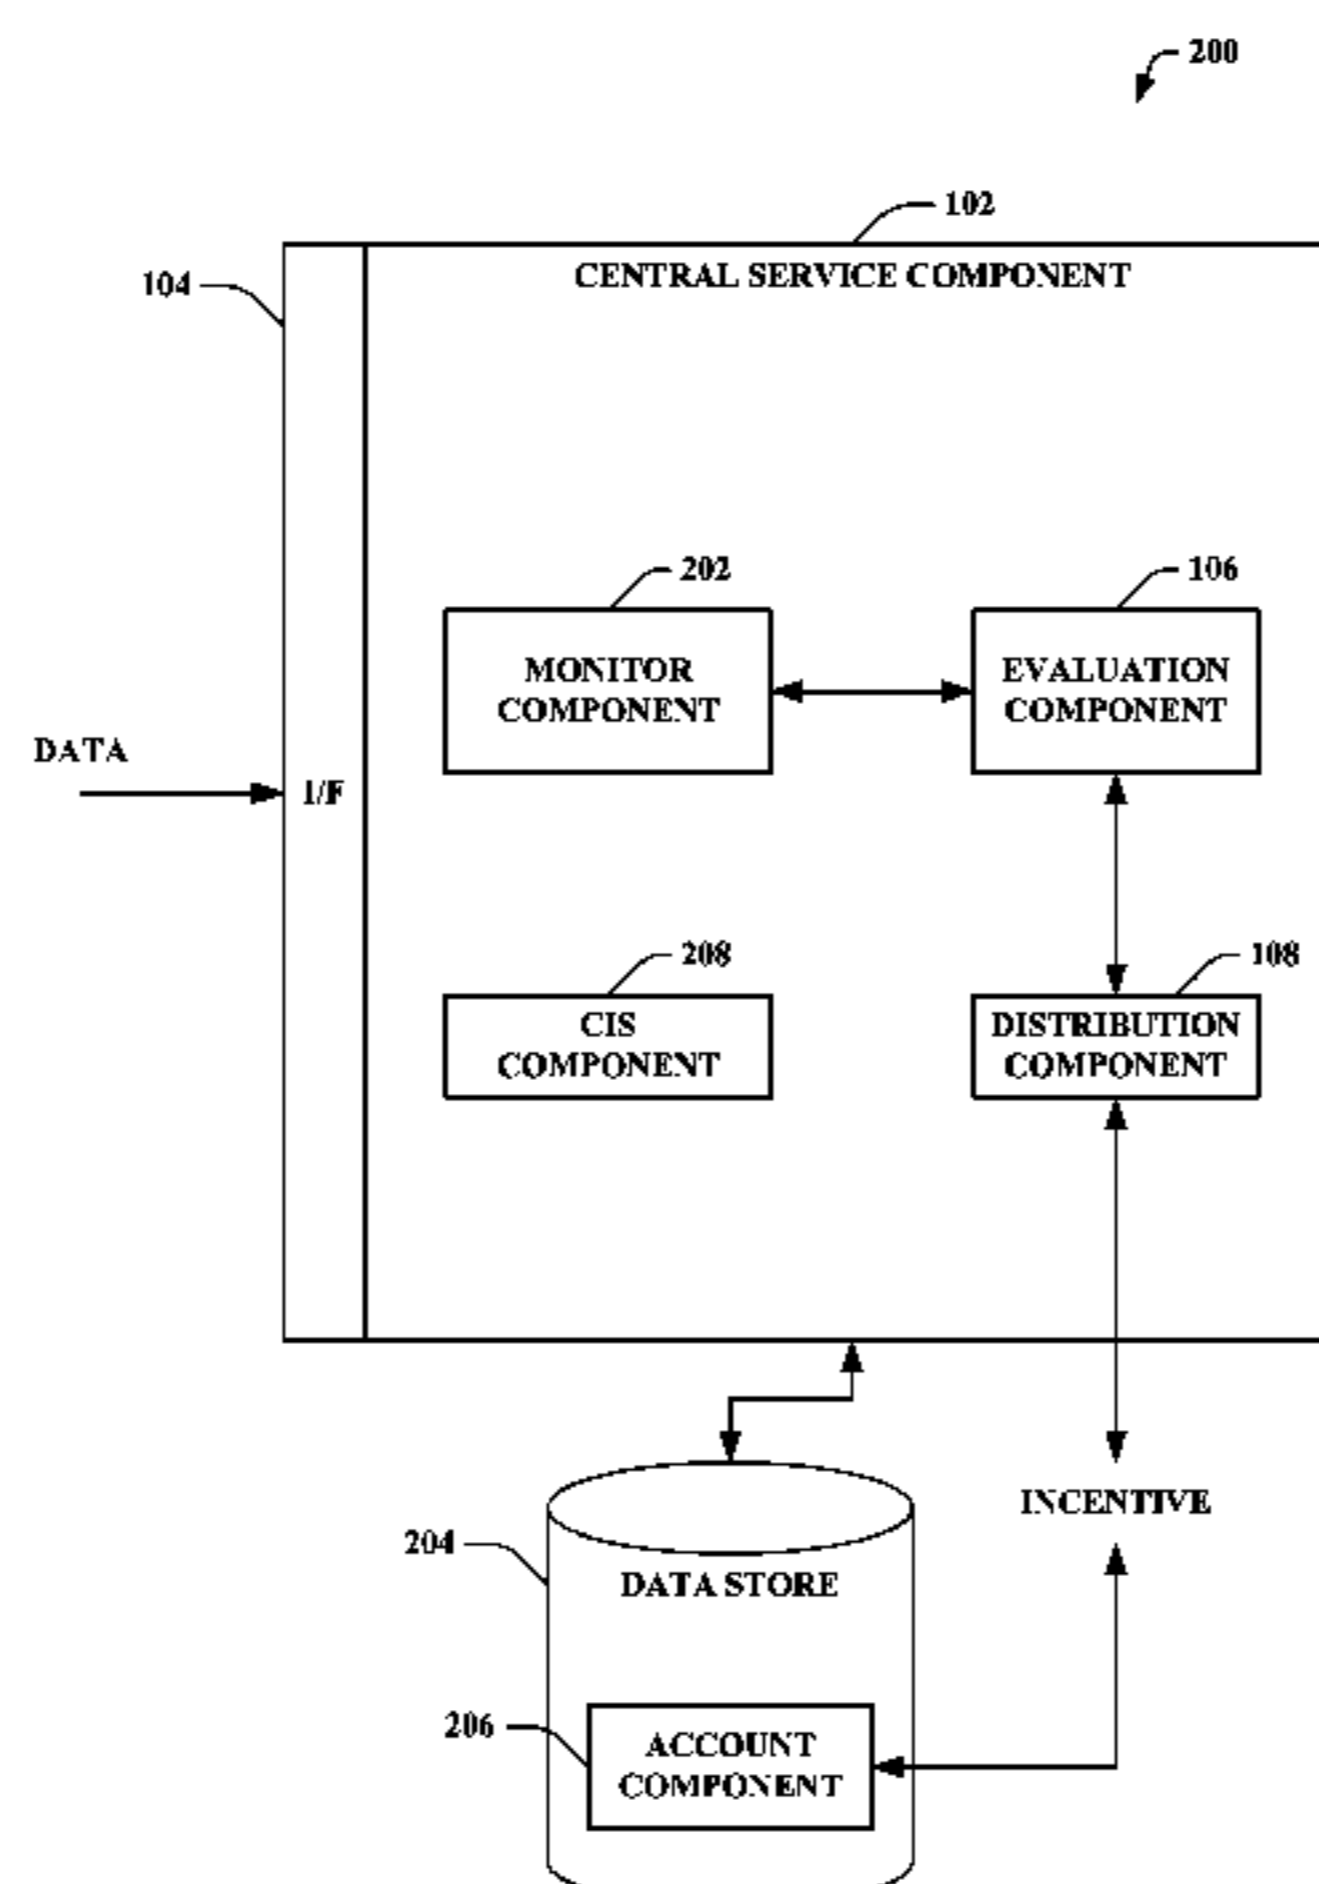 200
102
104
CENTRAL SERVICE COMPONENT
202
106
MONITOR
COMPONENT
EVALUATION
COMPONENT
DATA
I/F
208
108
CIS
COMPONENT
DISTRIBUTION
COMPONENT
INCENTIVE
204
DATA STORE
206
ACCOUNT
COMPONENT